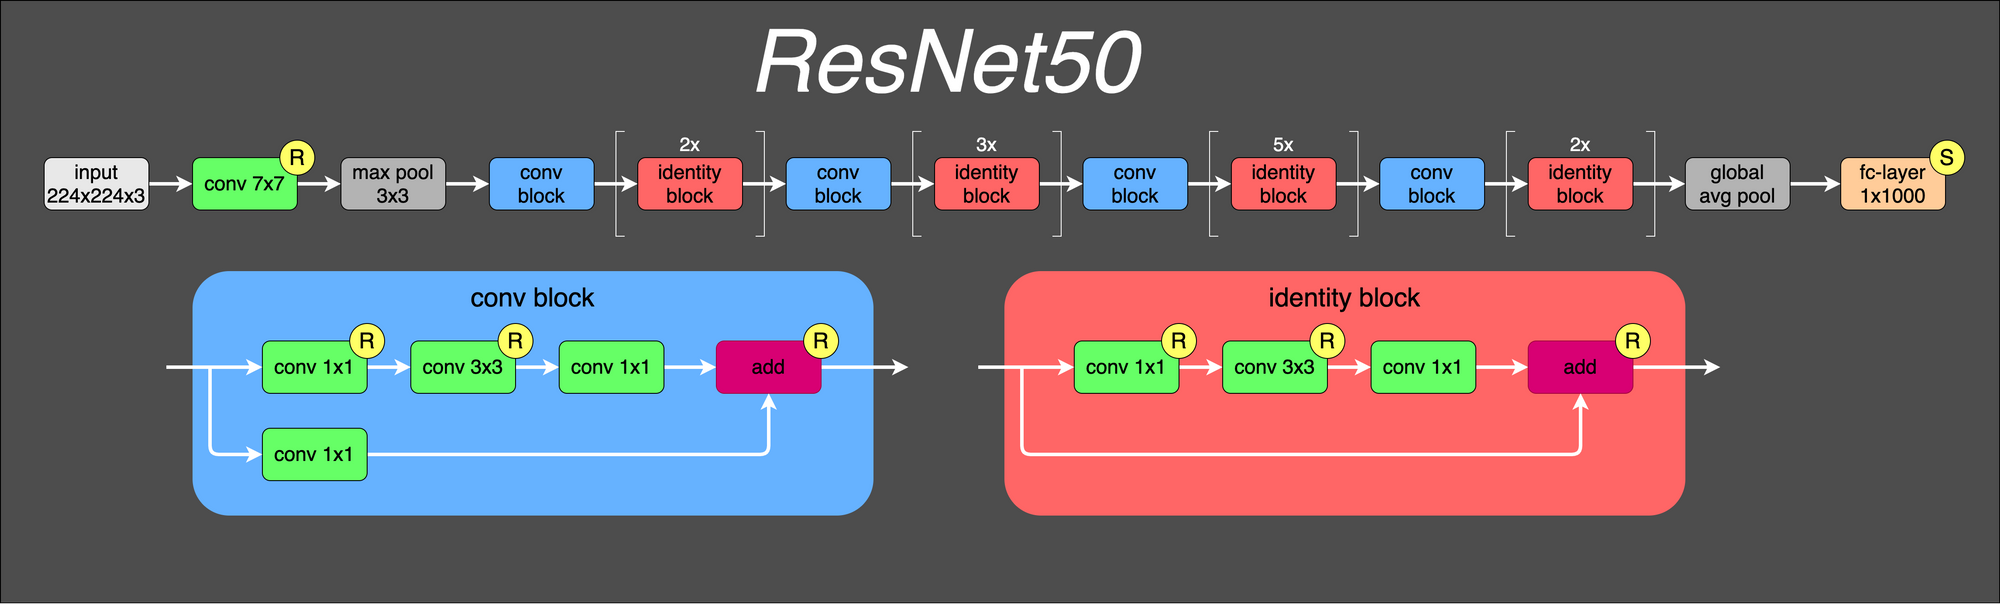 ResNet50
input
224x224x3
conv 7x7
R
max pool
3x3
conv
block
2x
identity
block
conv
block
3x
identity
block
conv
block
5x
identity
block
conv
block
2x
identity
block
global
avg pool
fc-layer
1x1000
S
conv block
conv 1x1
R
conv 3x3
R
conv 1x1
add
R
conv 1x1
identity block
conv 1x1
R
conv 3x3
R
conv 1x1
add
R